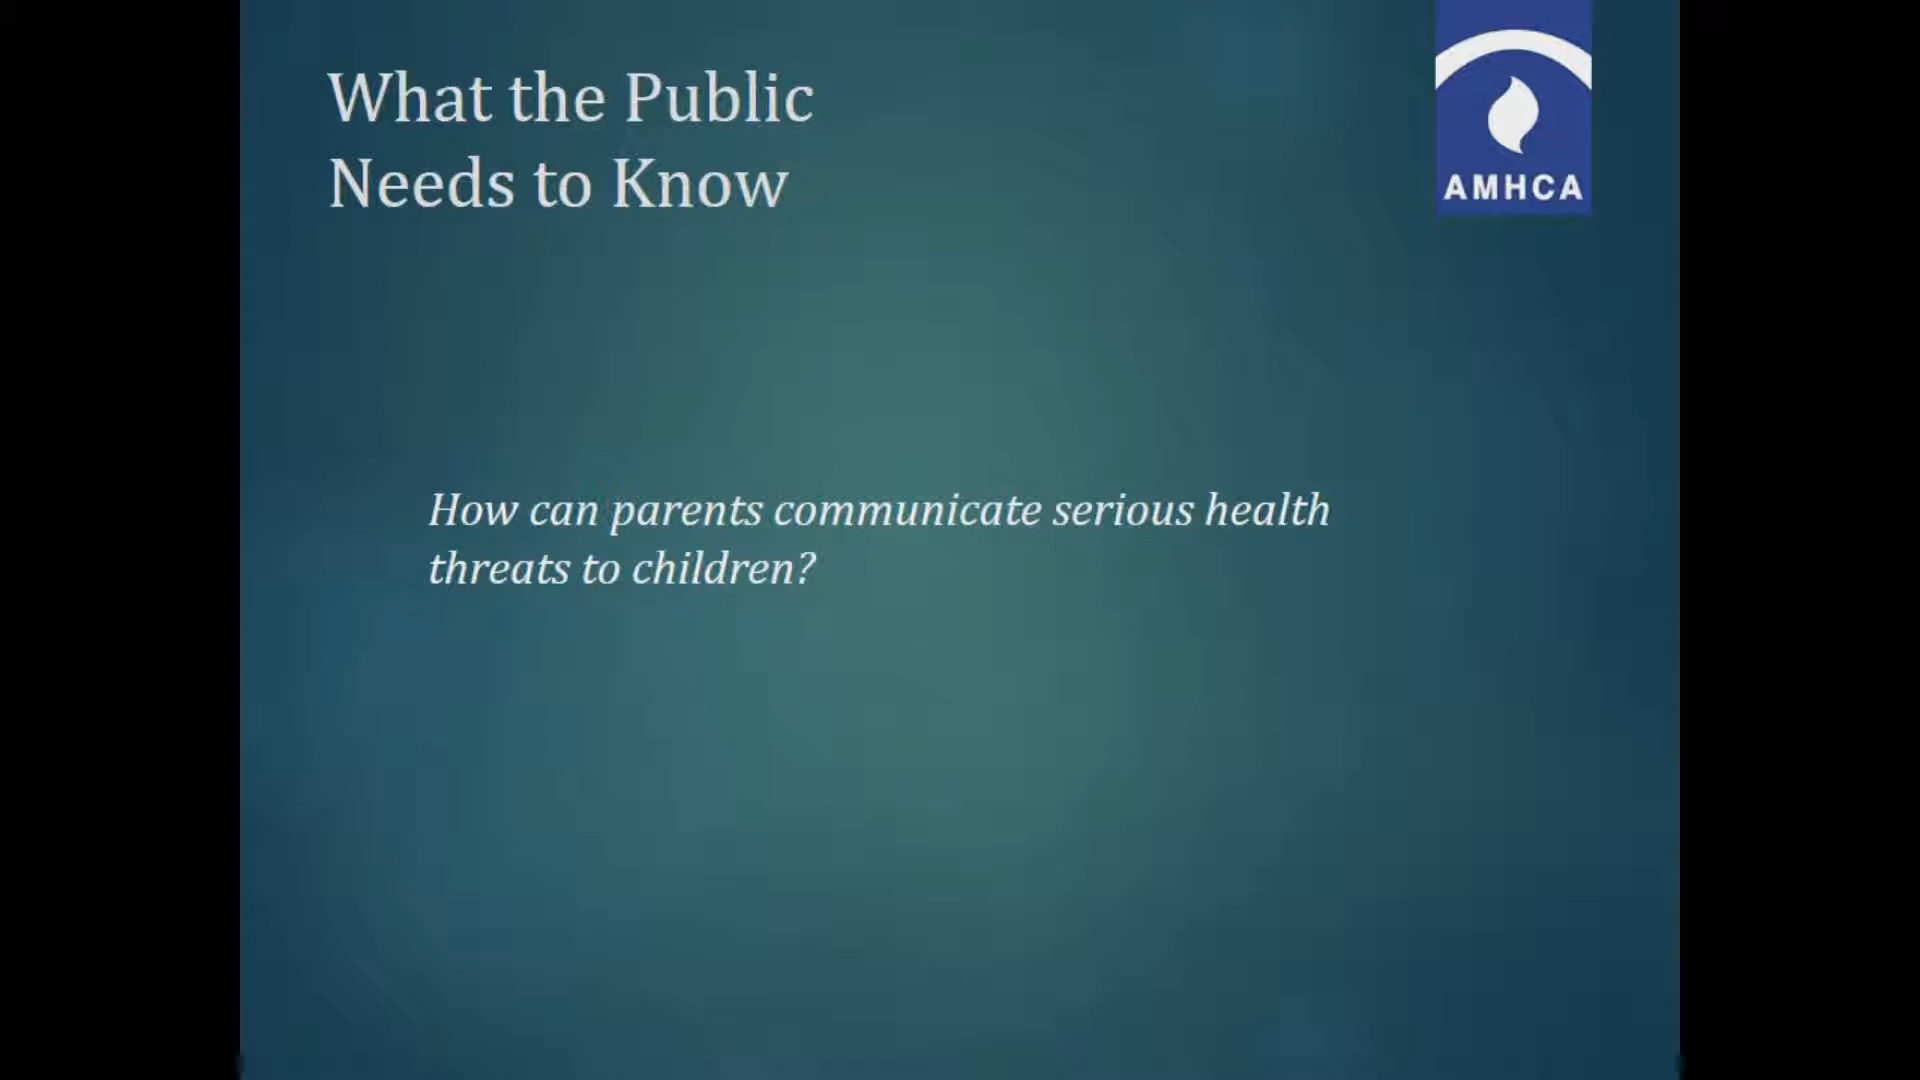 What the Public
Needs to Know
AMHCA
How can parents communicate serious health
threats to children?